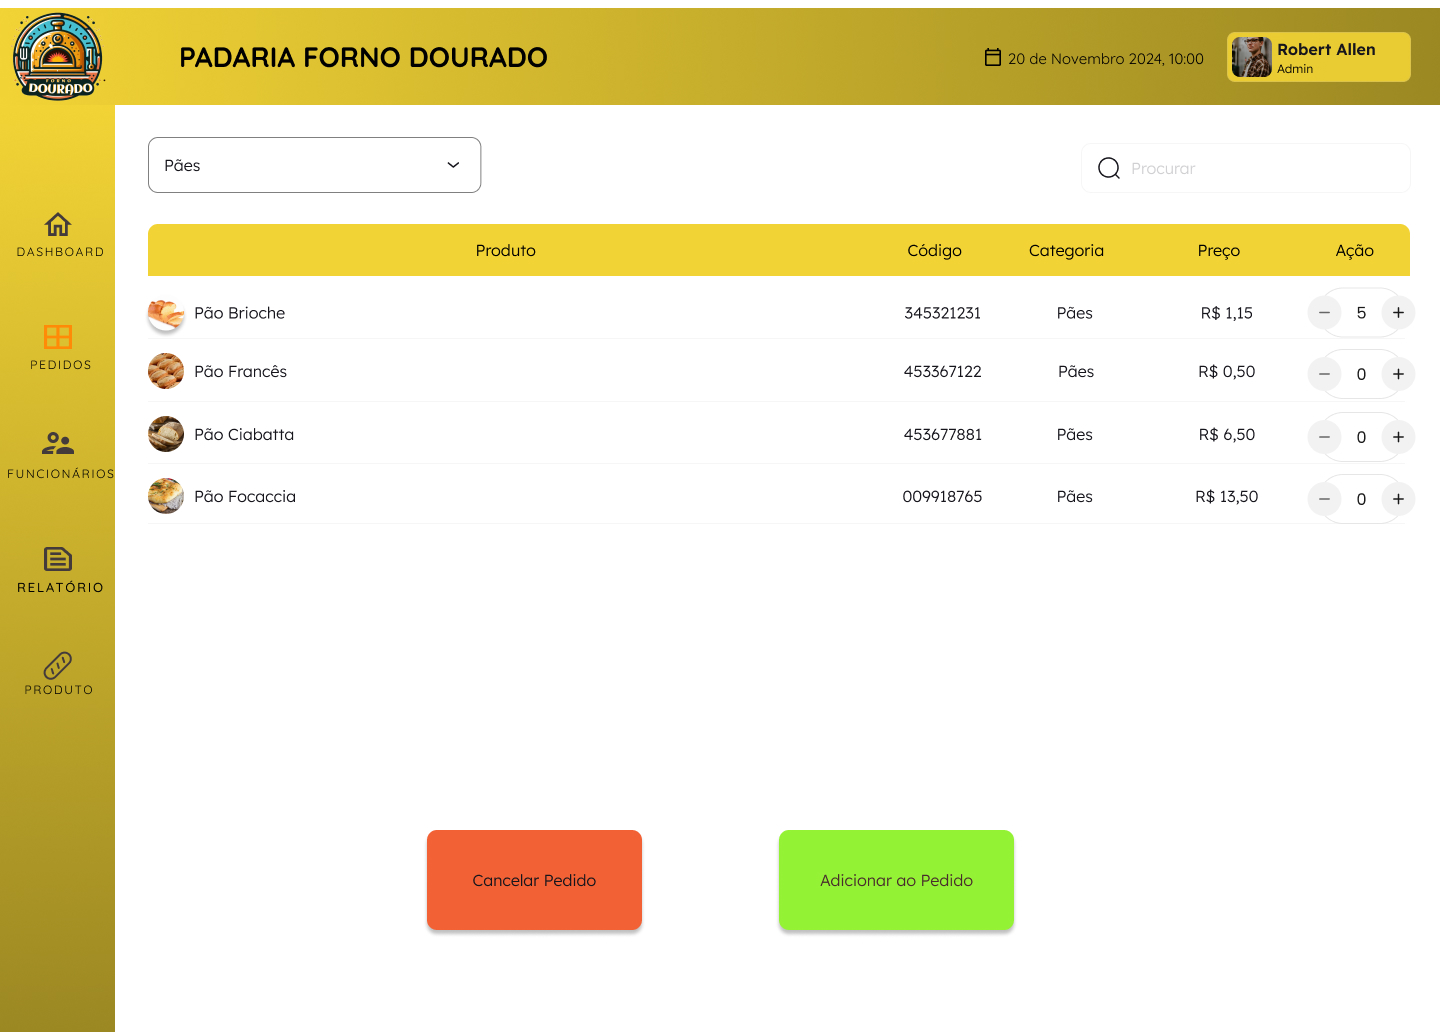 FORNO
DOURADO
PADARIA FORNO DOURADO
20 de Novembro 2024, 10:00
Robert Allen
Admin
DASHBOARD
PEDIDOS
FUNCIONÁRIOS
RELATÓRIO
PRODUTO
Pães
Procurar
Produto Código Categoria Preço Ação
Pão Brioche 345321231 Pães R$ 1,15 − 5 +
Pão Francês 453367122 Pães R$ 0,50 − 0 +
Pão Ciabatta 453677881 Pães R$ 6,50 − 0 +
Pão Focaccia 009918765 Pães R$ 13,50 − 0 +
Cancelar Pedido
Adicionar ao Pedido